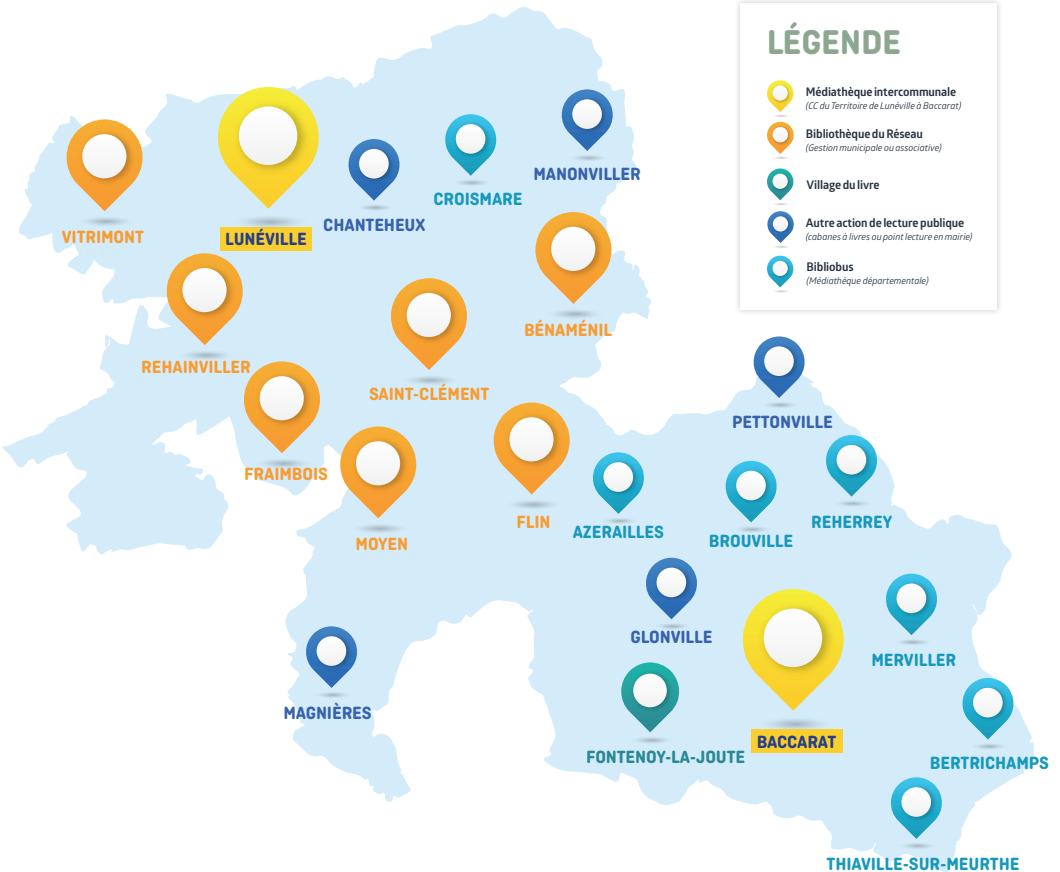 LÉGENDE
Médiathèque intercommunale
(CC du Territoire de Lunéville à Baccarat)
Bibliothèque du Réseau
(Gestion municipale ou associative)
Village du livre
Autre action de lecture publique
(cabanes à livres ou point lecture en mairie)
Bibliobus
(Médiathèque départementale)
MANONVILLER
CROISMARE
CHANTEHEUX
VITRIMONT
LUNÉVILLE
BÉNAMÉNIL
REHAINVILLER
SAINT-CLÉMENT
PETTONVILLE
FRAIMBOIS
FLIN
REHERREY
AZERAILLES
BROUVILLE
MOYEN
GLONVILLE
MERVILLER
MAGNIÈRES
BACCARAT
FONTENOY-LA-JOUTE
BERTRICHAMPS
THIAVILLE-SUR-MEURTHE